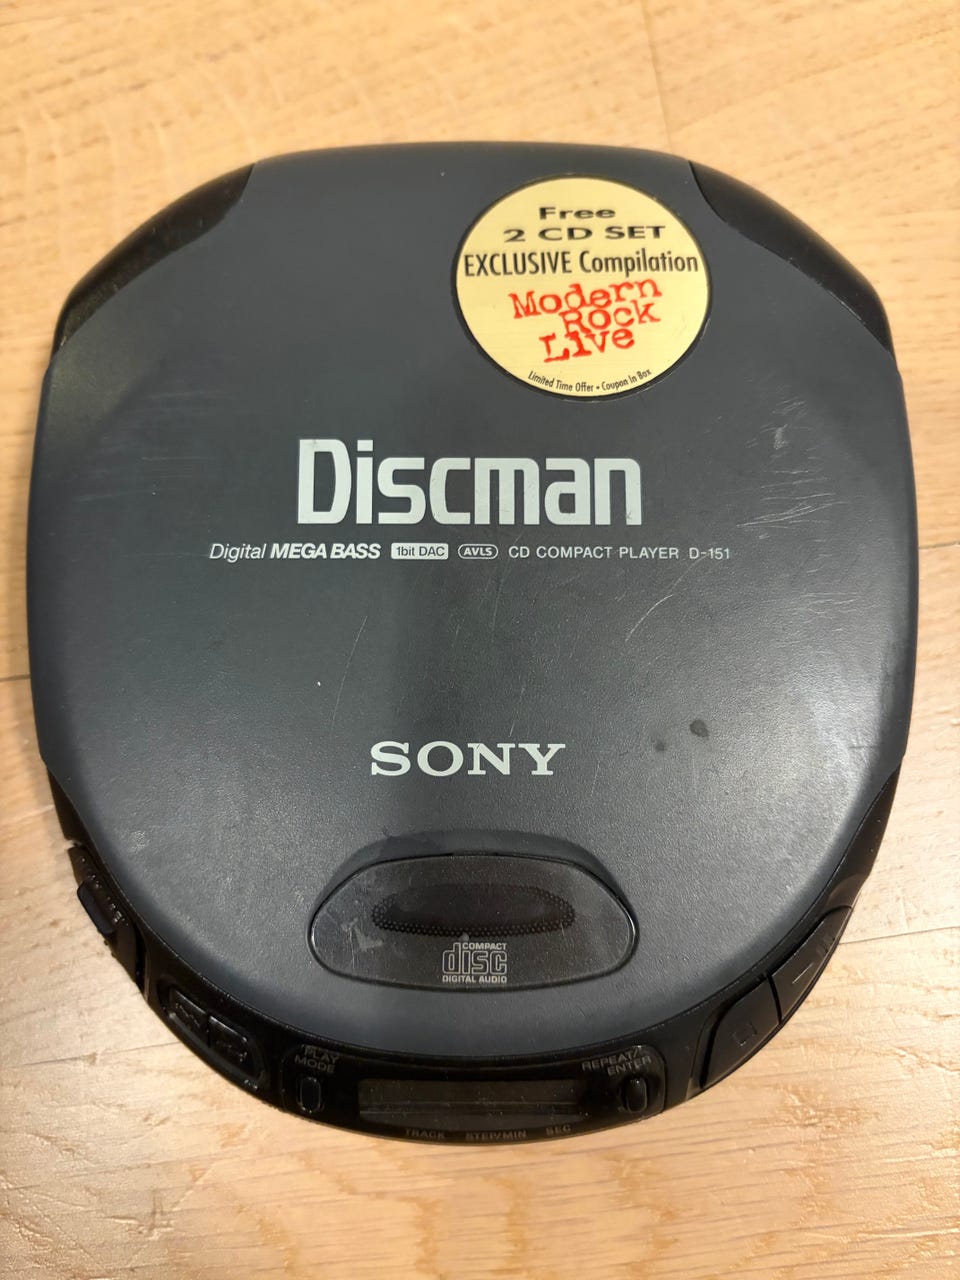 Free
2 CD SET
EXCLUSIVE Compilation
Modern
Rock
Live
Limited Time Offer • Coupon In Box
Discman
Digital MEGA BASS 1bit DAC AVLS CD COMPACT PLAYER D-151
SONY
COMPACT
disc
DIGITAL AUDIO
PLAY
MODE
REPEAT/
ENTER
TRACK STEP/MIN SEC